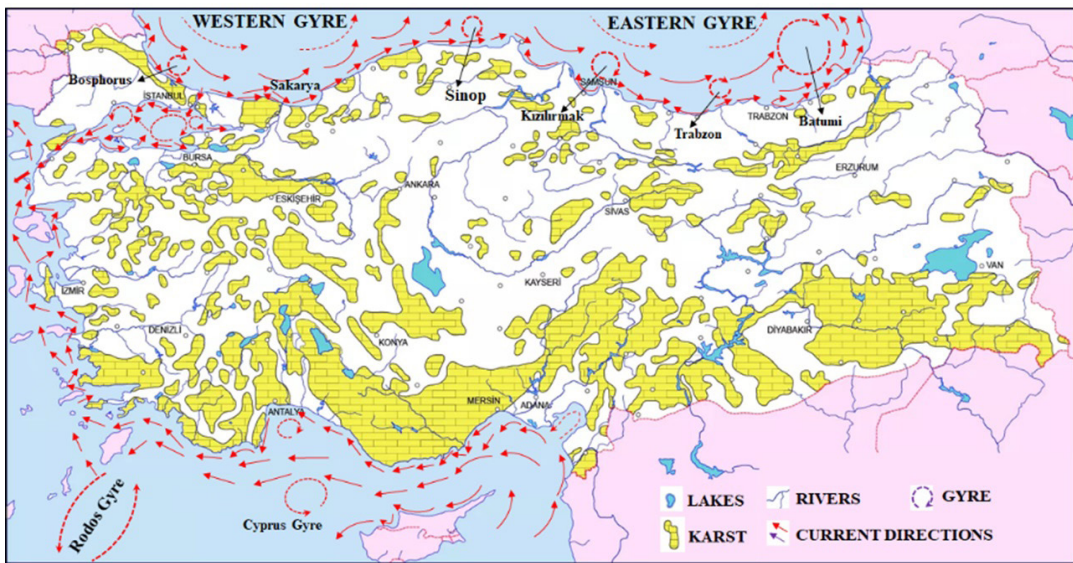 WESTERN GYRE
EASTERN GYRE
Bosphorus
İSTANBUL
Sakarya
Sinop
SAMSUN
Kızılırmak
Trabzon
TRABZON
Batumi
BURSA
ESKİŞEHİR
ANKARA
SİVAS
ERZURUM
İZMİR
KAYSERİ
VAN
DENİZLİ
KONYA
DİYABAKIR
MERSİN
ADANA
ANTALYA
Rodos Gyre
Cyprus Gyre
LAKES
RIVERS
GYRE
KARST
CURRENT DIRECTIONS